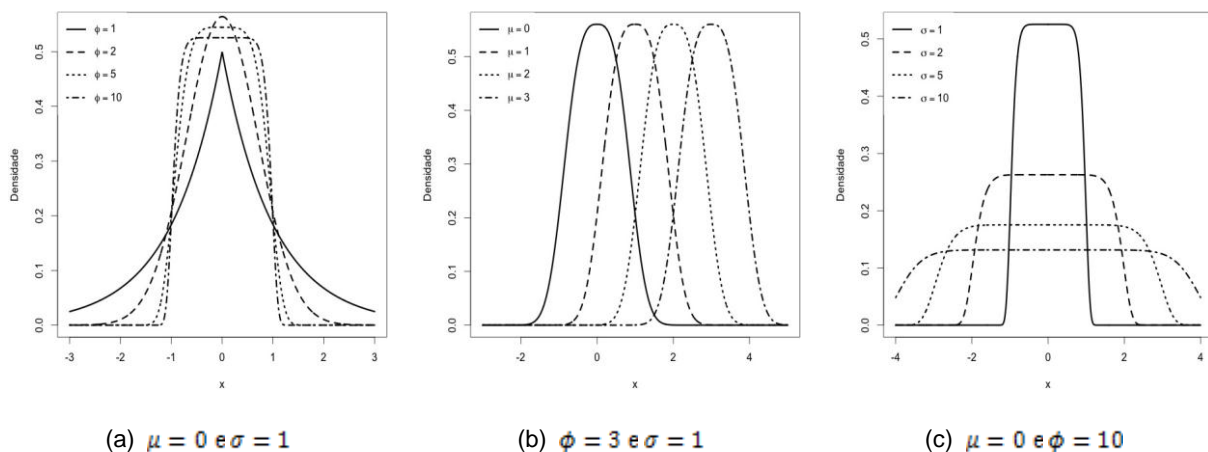 Densidade
0.0 0.1 0.2 0.3 0.4 0.5
ϕ = 1
ϕ = 2
ϕ = 5
ϕ = 10
-3 -2 -1 0 1 2 3
x
(a) μ = 0 e σ = 1
Densidade
0.0 0.1 0.2 0.3 0.4 0.5
μ = 0
μ = 1
μ = 2
μ = 3
-2 0 2 4
x
(b) ϕ = 3 e σ = 1
Densidade
0.0 0.1 0.2 0.3 0.4 0.5
σ = 1
σ = 2
σ = 5
σ = 10
-4 -2 0 2 4
x
(c) μ = 0 e ϕ = 10